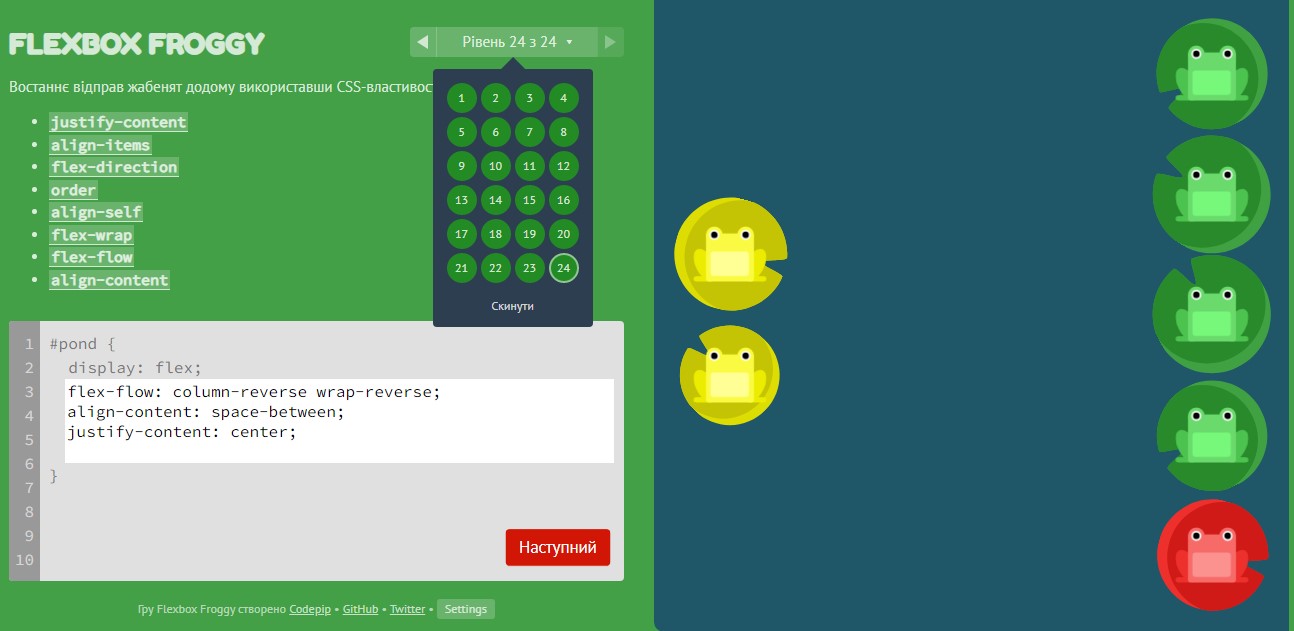 FLEXBOX FROGGY
◀ Рівень 24 з 24 ▼ ▶
Востаннє відправ жабенят додому використавши CSS-властивос
• justify-content
• align-items
• flex-direction
• order
• align-self
• flex-wrap
• flex-flow
• align-content
1 2 3 4
5 6 7 8
9 10 11 12
13 14 15 16
17 18 19 20
21 22 23 24
Скинути
1 #pond {
2 display: flex;
3 flex-flow: column-reverse wrap-reverse;
4 align-content: space-between;
5 justify-content: center;
6
7 }
8
9
10
Наступний
Гру Flexbox Froggy створено Codepip • GitHub • Twitter • Settings